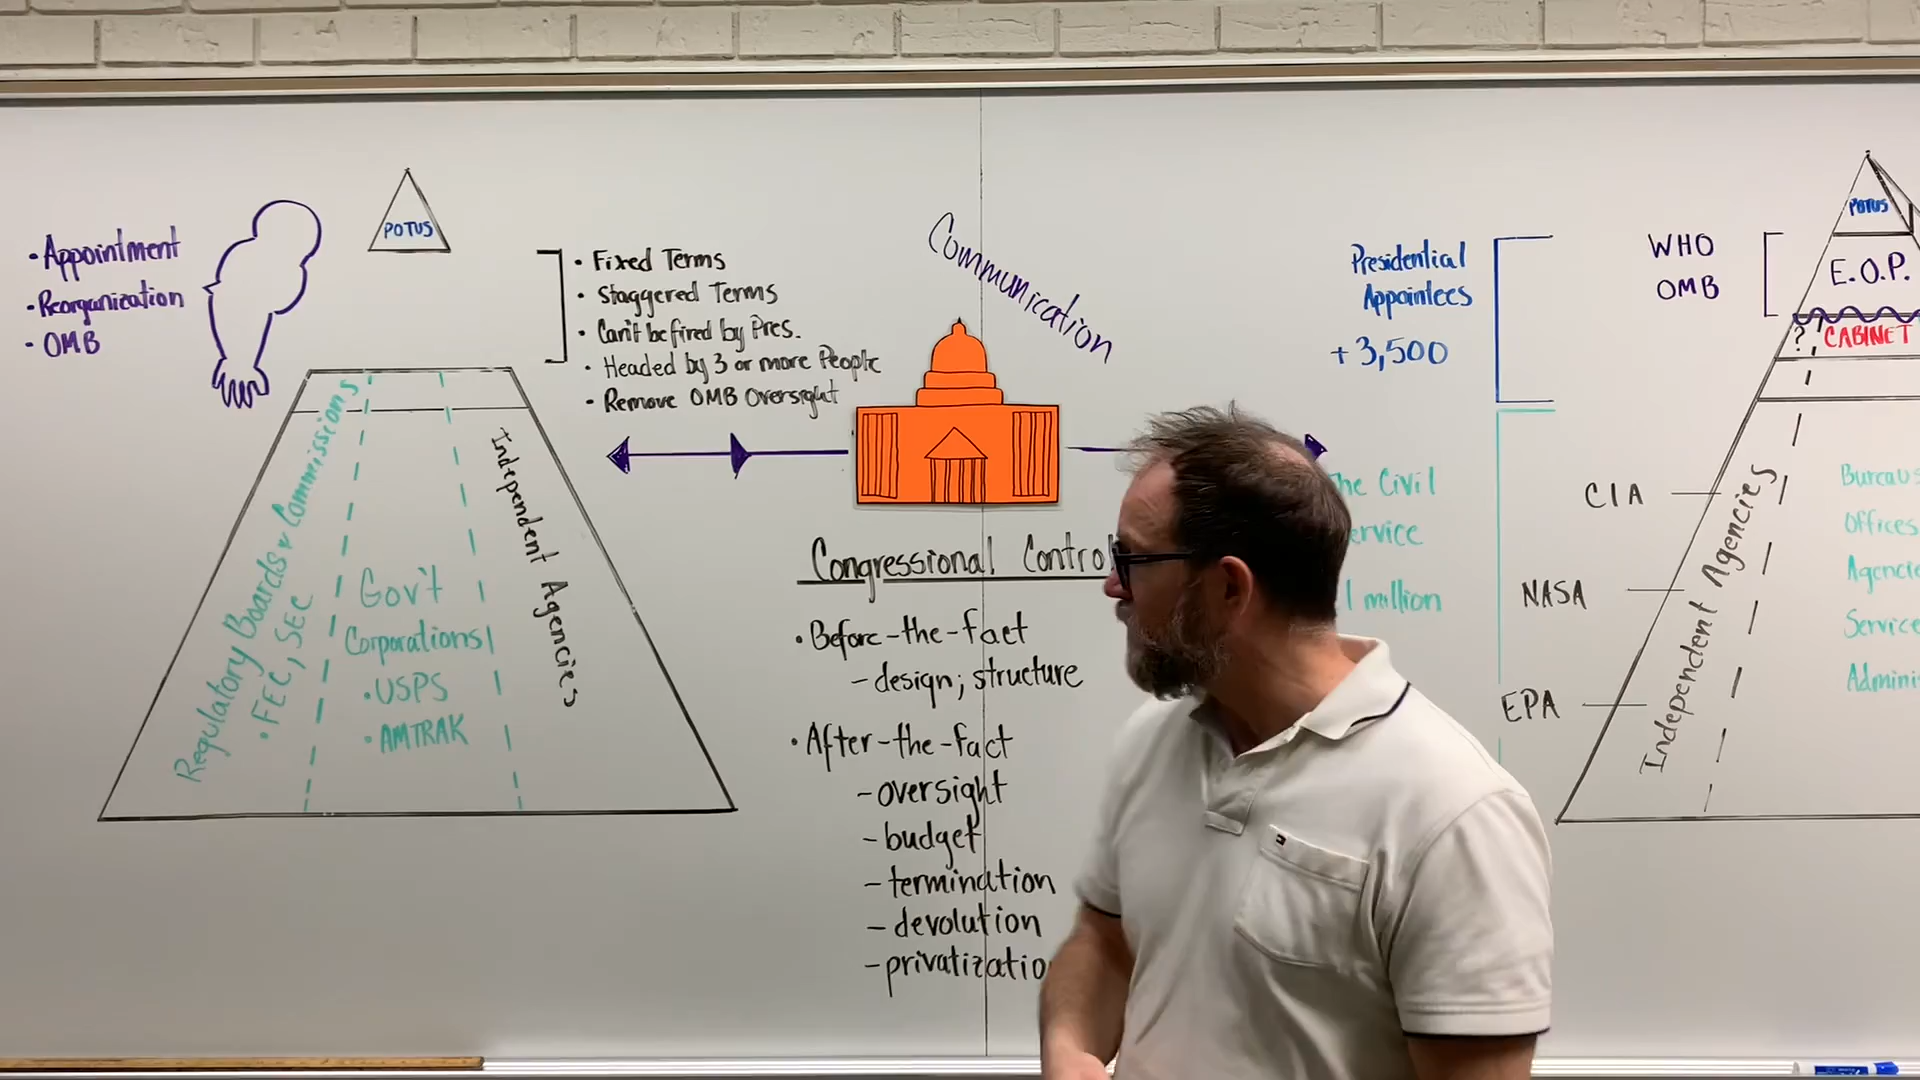 • Appointment
• Reorganization
• OMB
POTUS
• Fixed Terms
• Staggered Terms
• Can't be fired by Pres.
• Headed by 3 or more People
• Remove OMB Oversight
Regulatory Boards & Commissions
• FEC, SEC
Gov't
Corporations
• USPS
• AMTRAK
Independent Agencies
Communication
Congressional Control
• Before-the-fact
- design; structure
• After-the-fact
- oversight
- budget
- termination
- devolution
- privatizatio
Presidential
Appointees
+ 3,500
he Civil
ervice
1 million
WHO
OMB
POTUS
E.O.P.
? CABINET
CIA
NASA
EPA
Independent Agencies
Bureaus
Offices
Agencie
Service
Admini